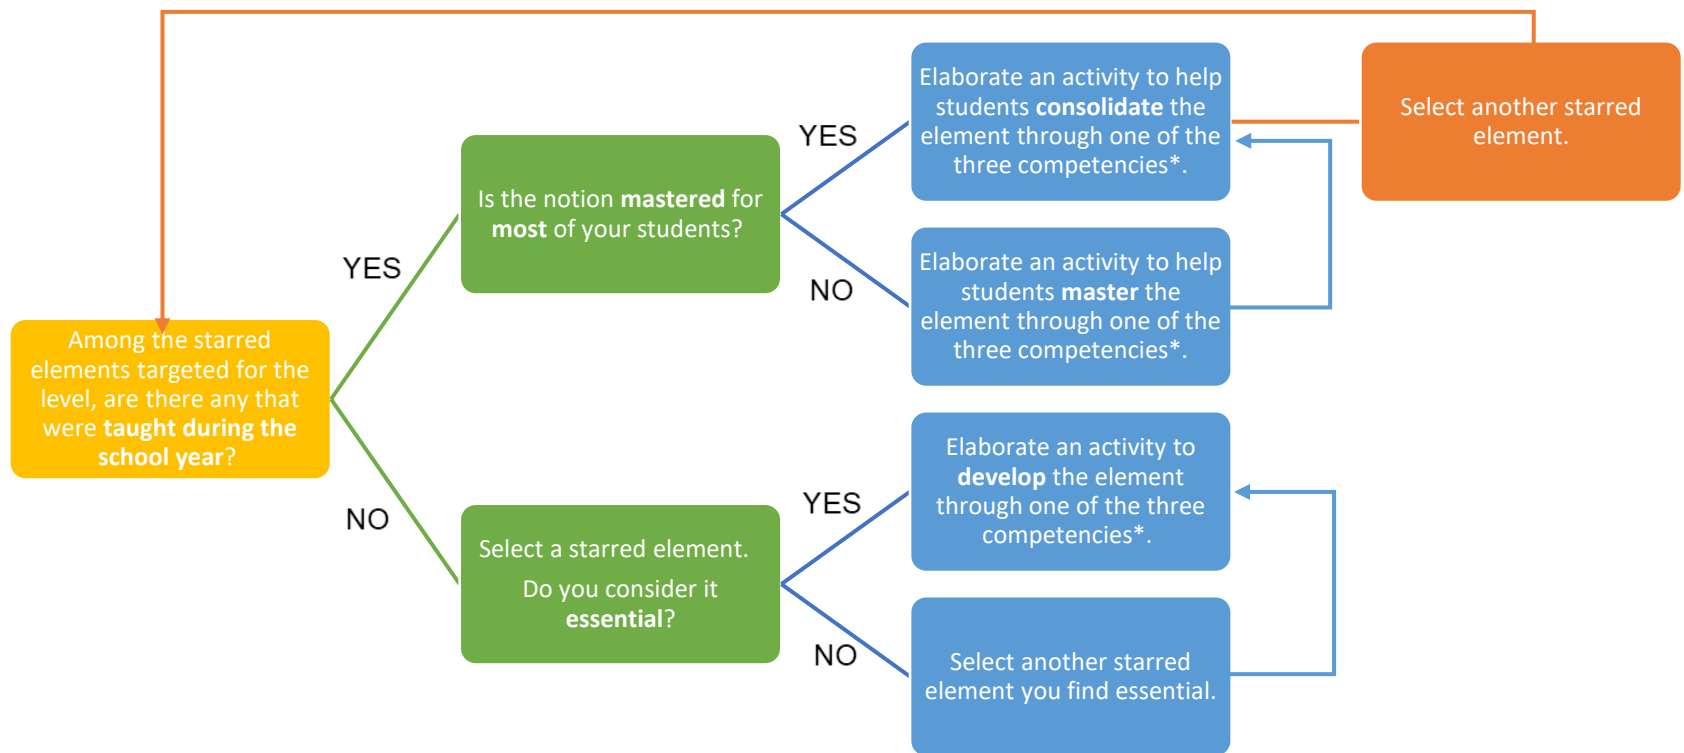 Among the starred
elements targeted for the
level, are there any that
were taught during the
school year?
YES
NO
Is the notion mastered for
most of your students?
YES
NO
Elaborate an activity to help
students consolidate the
element through one of the
three competencies*.
Select another starred
element.
Elaborate an activity to help
students master the
element through one of the
three competencies*.
Select a starred element.
Do you consider it
essential?
YES
NO
Elaborate an activity to
develop the element
through one of the three
competencies*.
Select another starred
element you find essential.